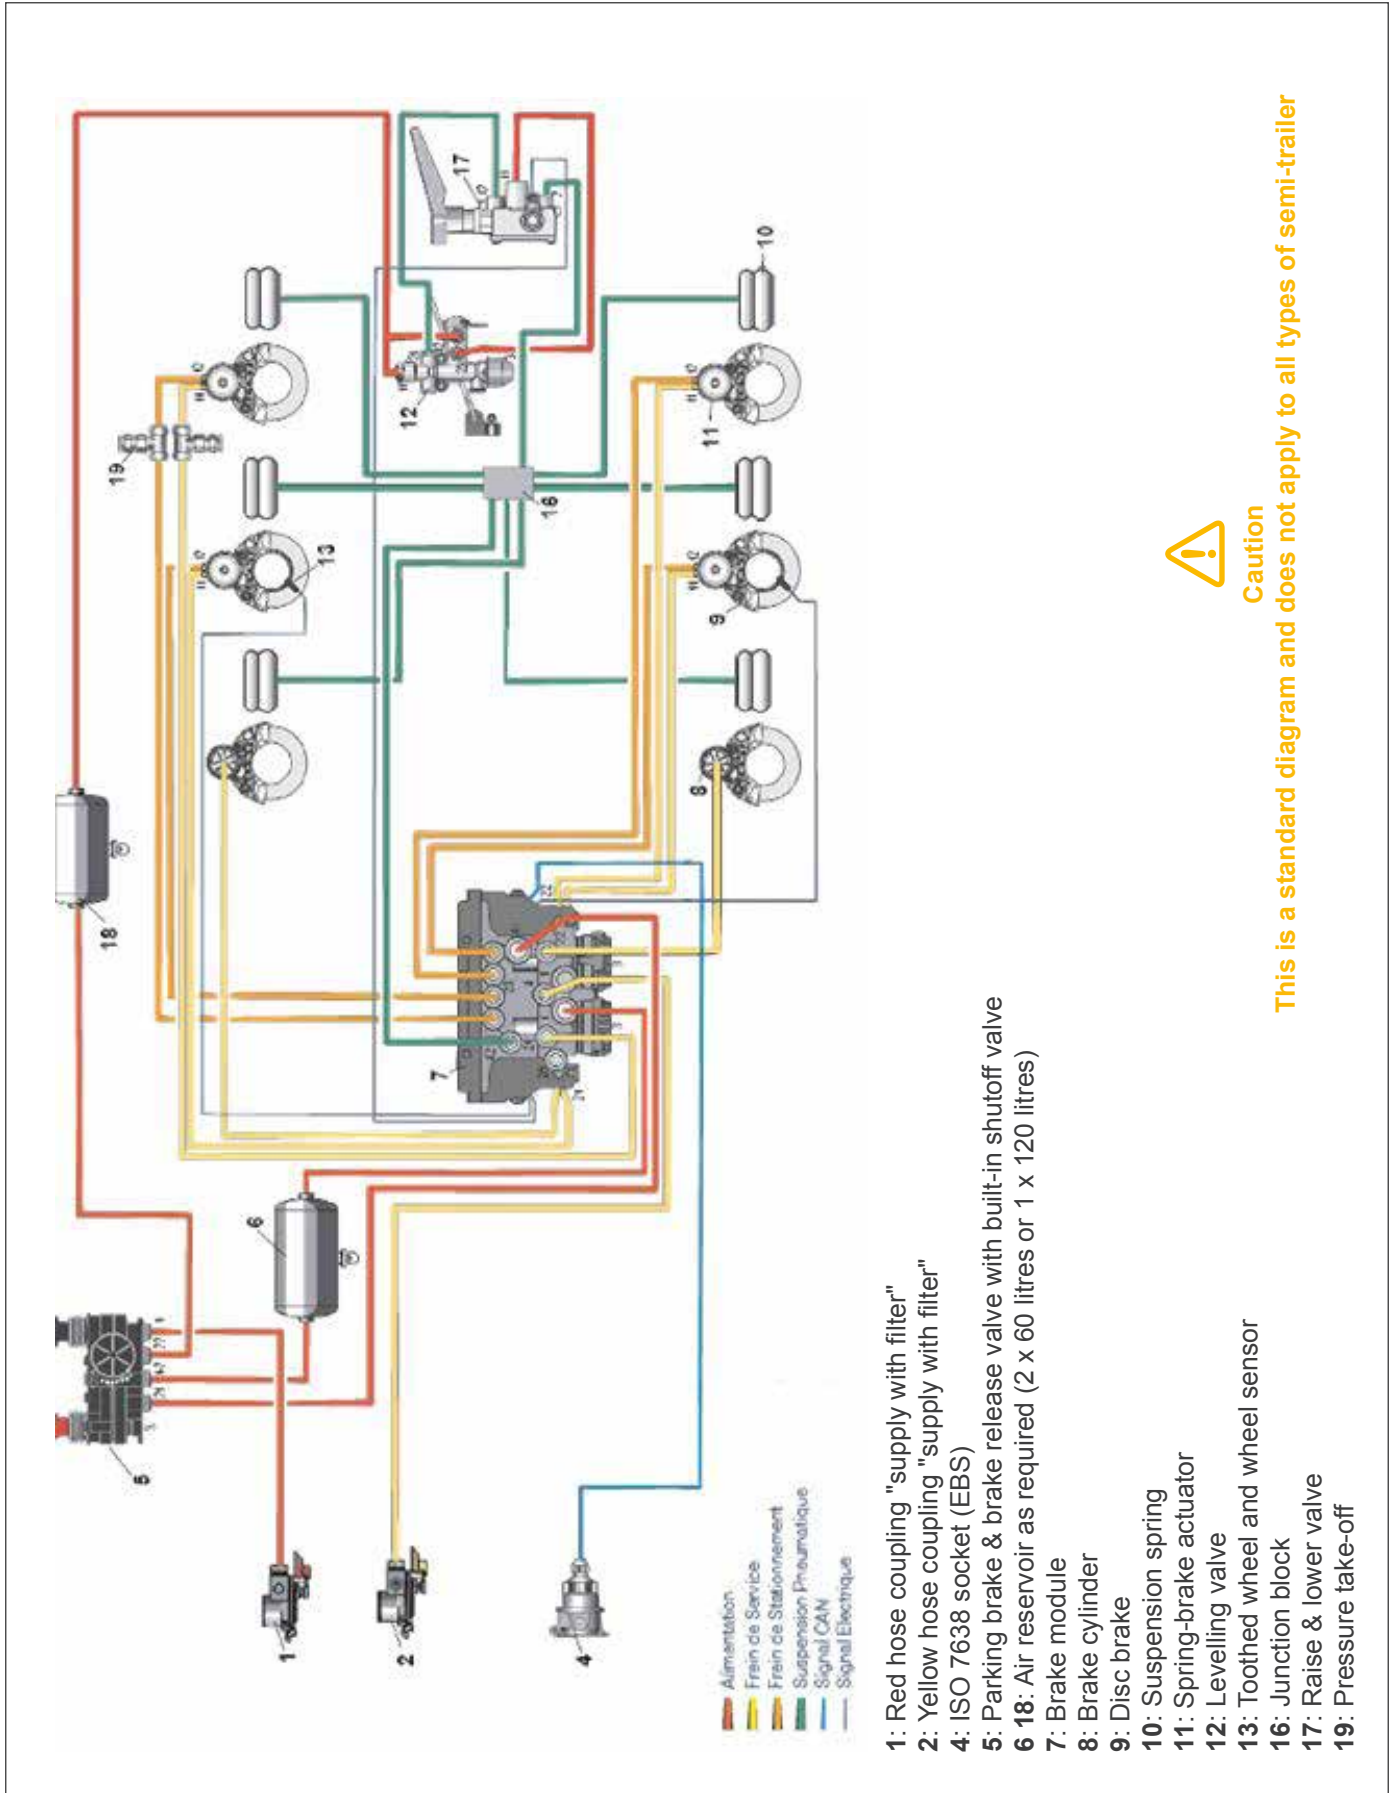 18
19
17
10
12
11
16
13
9
8
7
6
5
1
2
4
Alimentation
Frein de Service
Frein de Stationnement
Suspension Pneumatique
Signal CAN
Signal Electrique
1: Red hose coupling "supply with filter"
2: Yellow hose coupling "supply with filter"
4: ISO 7638 socket (EBS)
5: Parking brake & brake release valve with built-in shutoff valve
6 18: Air reservoir as required (2 x 60 litres or 1 x 120 litres)
7: Brake module
8: Brake cylinder
9: Disc brake
10: Suspension spring
11: Spring-brake actuator
12: Levelling valve
13: Toothed wheel and wheel sensor
16: Junction block
17: Raise & lower valve
19: Pressure take-off
Caution
This is a standard diagram and does not apply to all types of semi-trailer